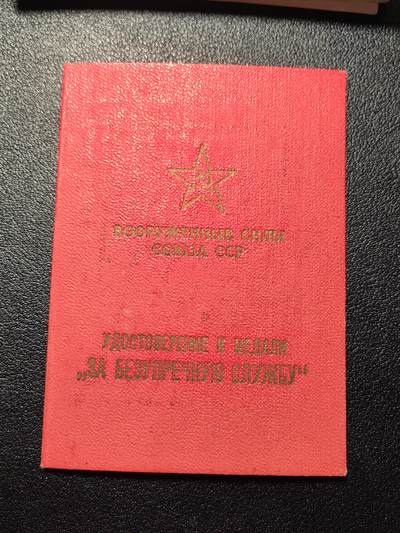 ВООРУЖЕННЫЕ СИЛЫ
СОЮЗА ССР
УДОСТОВЕРЕНИЕ К МЕДАЛИ
„ЗА БЕЗУПРЕЧНУЮ СЛУЖБУ“